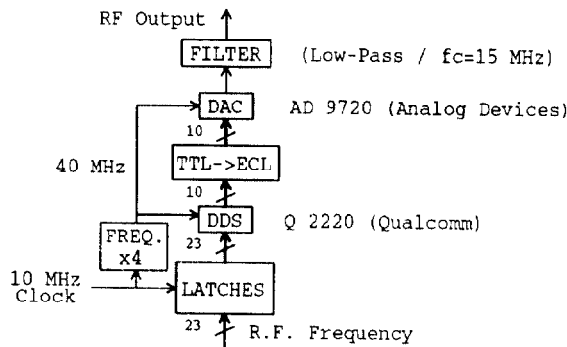 RF Output
FILTER (Low-Pass / fc=15 MHz)
DAC AD 9720 (Analog Devices)
10
40 MHz
TTL->ECL
10
DDS Q 2220 (Qualcomm)
FREQ.
x4
23
10 MHz
Clock
LATCHES
23
R.F. Frequency